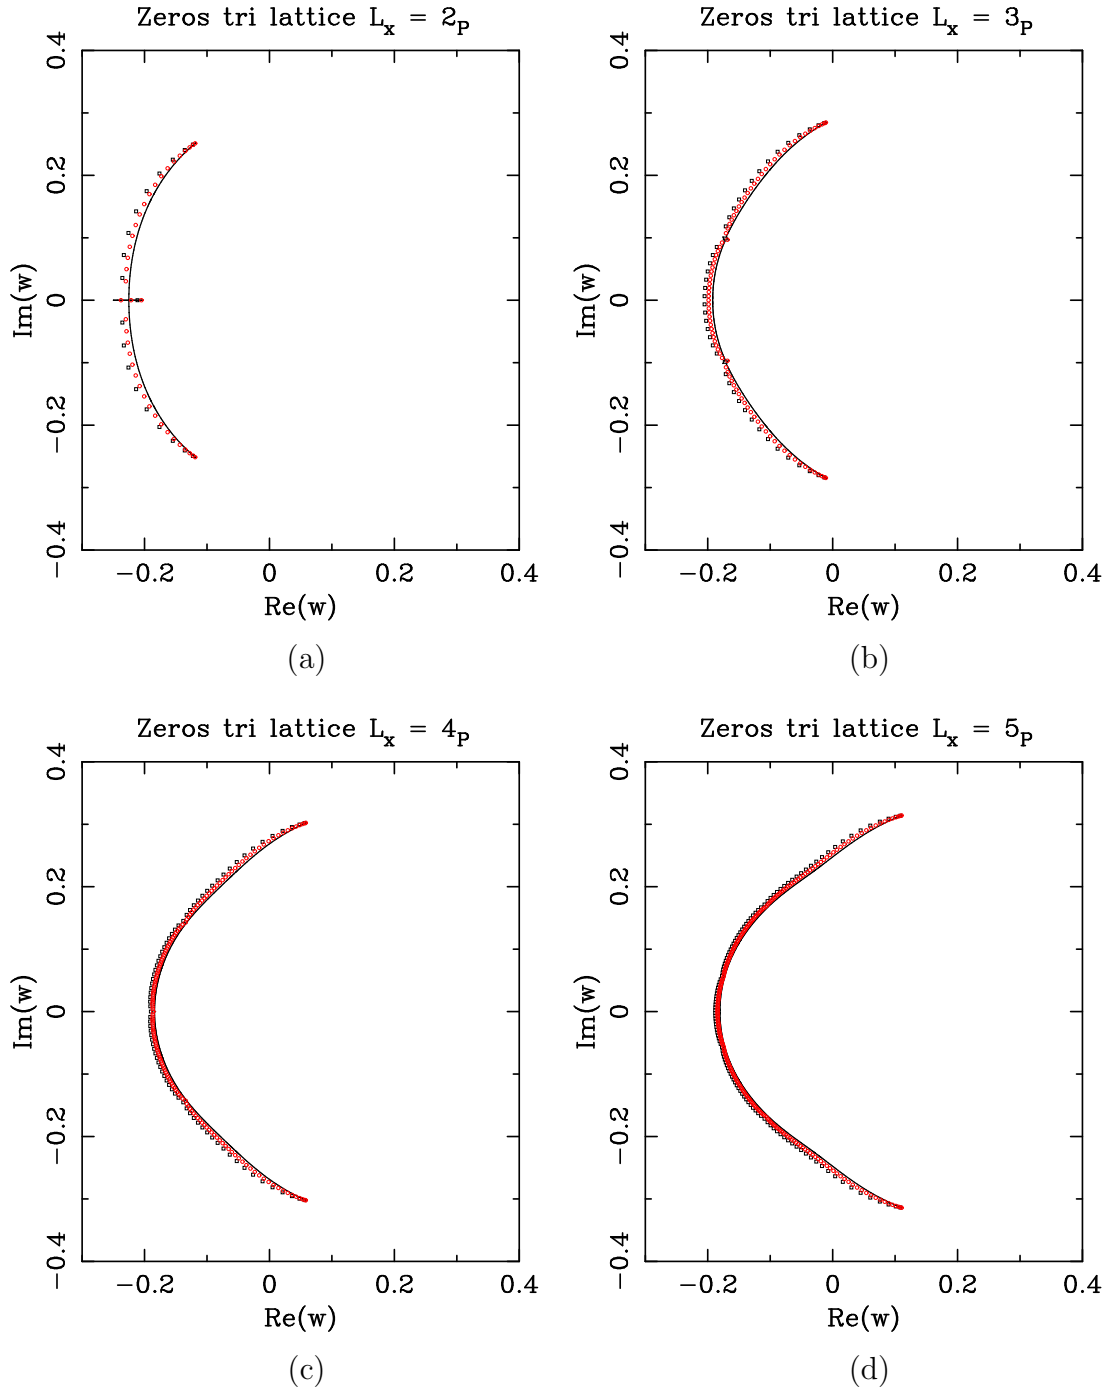 Zeros tri lattice Lx = 2P
Zeros tri lattice Lx = 3P
0.4
0.2
0
−0.2
−0.4
Im(w)
−0.2 0 0.2 0.4
Re(w)
(a)
0.4
0.2
0
−0.2
−0.4
Im(w)
−0.2 0 0.2 0.4
Re(w)
(b)
Zeros tri lattice Lx = 4P
Zeros tri lattice Lx = 5P
0.4
0.2
0
−0.2
−0.4
Im(w)
−0.2 0 0.2 0.4
Re(w)
(c)
0.4
0.2
0
−0.2
−0.4
Im(w)
−0.2 0 0.2 0.4
Re(w)
(d)